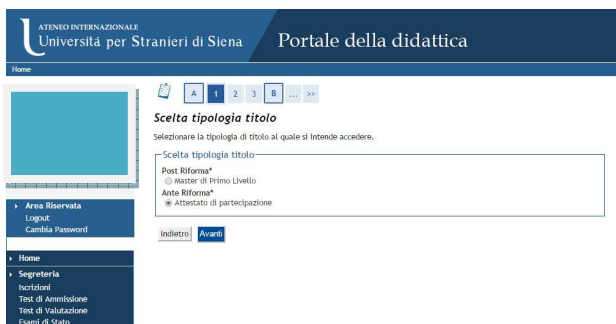 ATENEO INTERNAZIONALE
Universitá per Stranieri di Siena
Portale della didattica
Home
A 1 2 3 B ... >>
Scelta tipologia titolo
Selezionare la tipologia di titolo al quale si intende accedere.
Scelta tipologia titolo
Post Riforma*
Master di Primo Livello
Ante Riforma*
Attestato di partecipazione
Indietro Avanti
Area Riservata
Logout
Cambia Password
Home
Segreteria
Iscrizioni
Test di Ammissione
Test di Valutazione
Esami di Stato